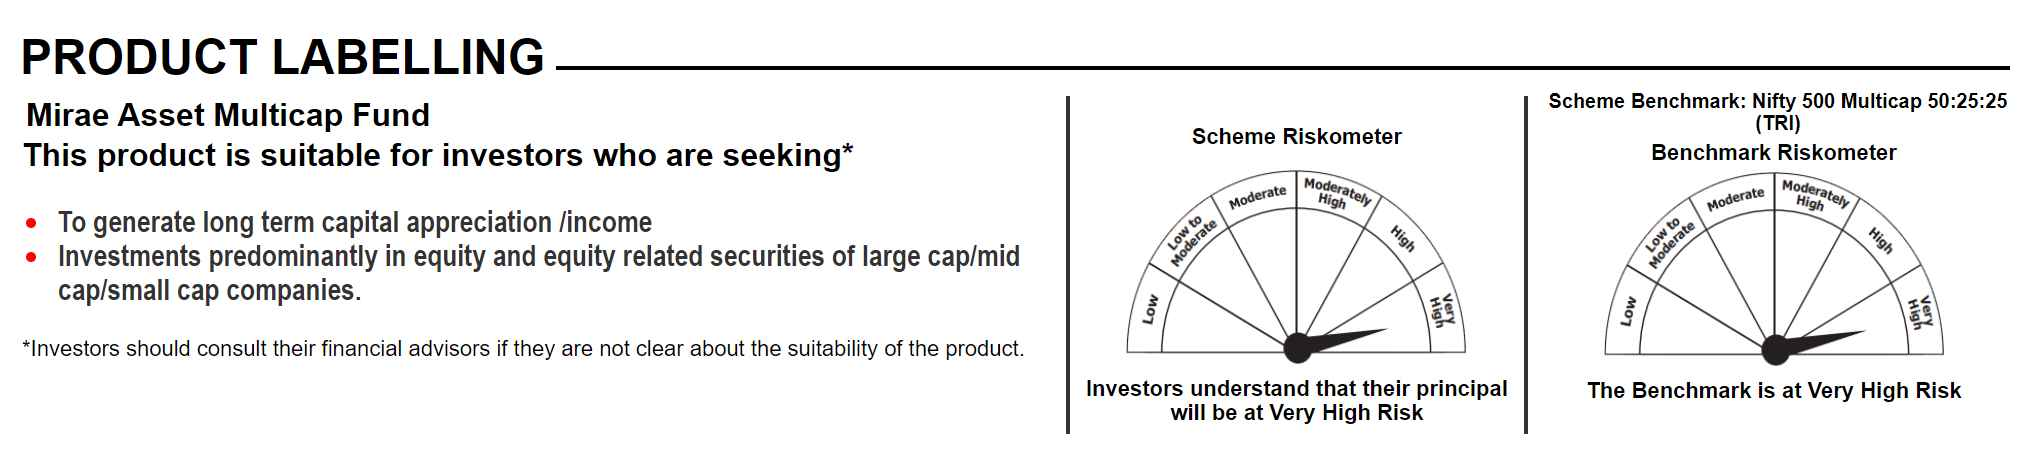 PRODUCT LABELLING
Mirae Asset Multicap Fund
This product is suitable for investors who are seeking*
• To generate long term capital appreciation /income
• Investments predominantly in equity and equity related securities of large cap/mid
cap/small cap companies.
*Investors should consult their financial advisors if they are not clear about the suitability of the product.
Scheme Riskometer
Low
Low to
Moderate
Moderate
Moderately
High
High
Very
High
Investors understand that their principal
will be at Very High Risk
Scheme Benchmark: Nifty 500 Multicap 50:25:25
(TRI)
Benchmark Riskometer
Low
Low to
Moderate
Moderate
Moderately
High
High
Very
High
The Benchmark is at Very High Risk